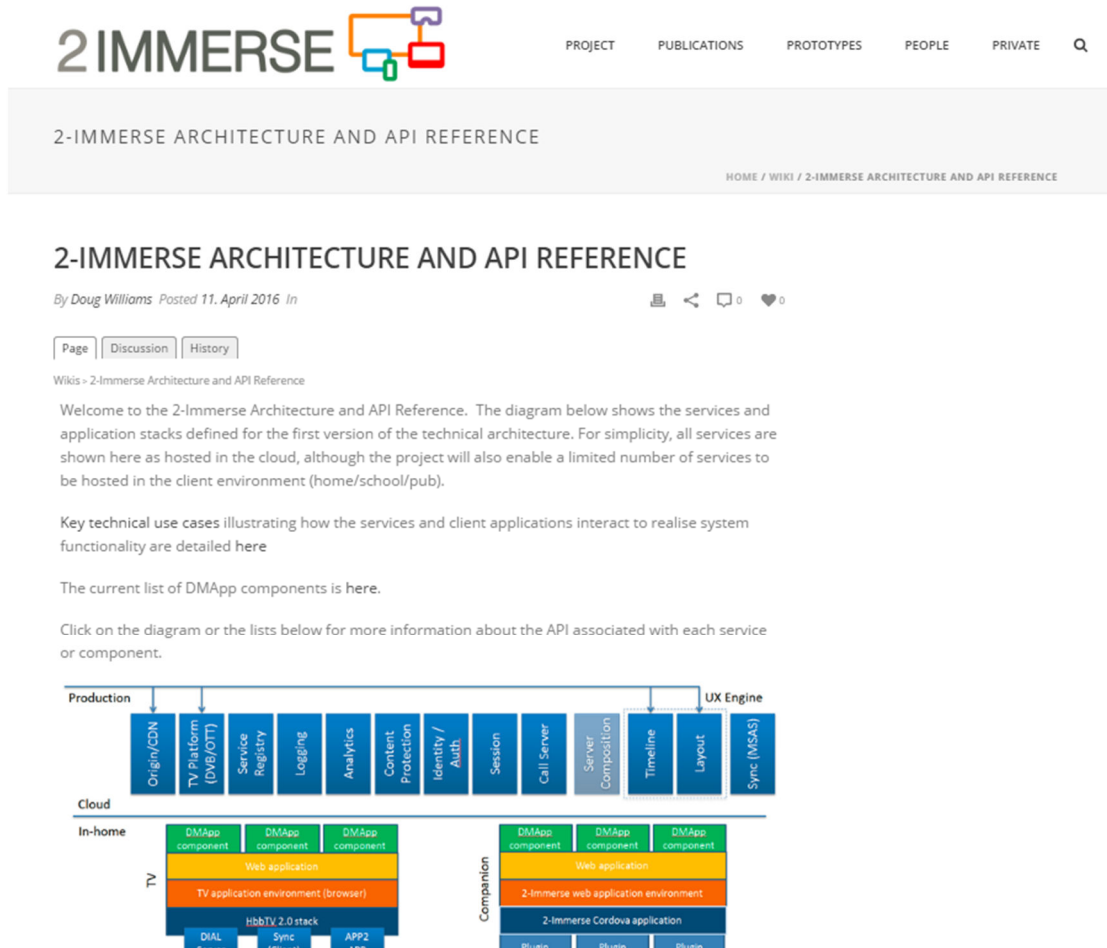 2IMMERSE
PROJECT PUBLICATIONS PROTOTYPES PEOPLE PRIVATE
2-IMMERSE ARCHITECTURE AND API REFERENCE
HOME / WIKI / 2-IMMERSE ARCHITECTURE AND API REFERENCE
2-IMMERSE ARCHITECTURE AND API REFERENCE
By Doug Williams Posted 11. April 2016 In
0 0
Page Discussion History
Wikis » 2-Immerse Architecture and API Reference
Welcome to the 2-Immerse Architecture and API Reference. The diagram below shows the services and
application stacks defined for the first version of the technical architecture. For simplicity, all services are
shown here as hosted in the cloud, although the project will also enable a limited number of services to
be hosted in the client environment (home/school/pub).
Key technical use cases illustrating how the services and client applications interact to realise system
functionality are detailed here
The current list of DMApp components is here.
Click on the diagram or the lists below for more information about the API associated with each service
or component.
Production
UX Engine
Origin/CDN
TV Platform
(DVB/OTT)
Service
Registry
Logging
Analytics
Content
Protection
Identity /
Auth
Session
Call Server
Server
Composition
Timeline
Layout
Sync (MSAS)
Cloud
In-home
TV
DMApp
component
DMApp
component
DMApp
component
Web application
TV application environment (browser)
HbbTV 2.0 stack
DIAL
Sync
APP2
Companion
DMApp
component
DMApp
component
DMApp
component
Web application
2-Immerse web application environment
2-Immerse Cordova application
Plugin
Plugin
Plugin